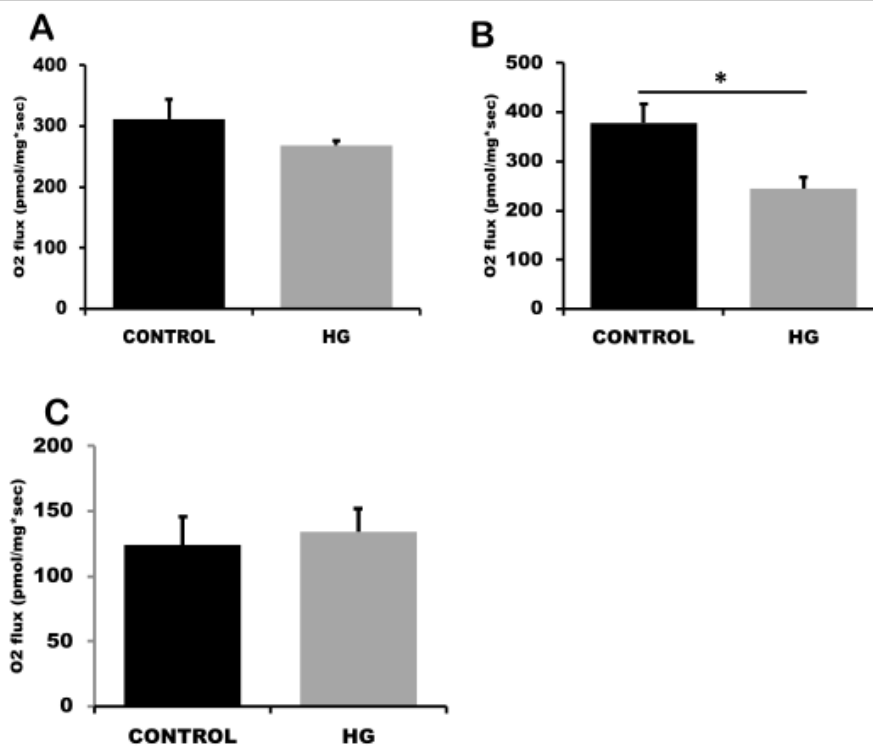 A
O2 flux (pmol/mg*sec)
400
300
200
100
0
CONTROL HG
B
O2 flux (pmol/mg*sec)
500
400
300
200
100
0
*
CONTROL HG
C
O2 flux (pmol/mg*sec)
200
150
100
50
0
CONTROL HG